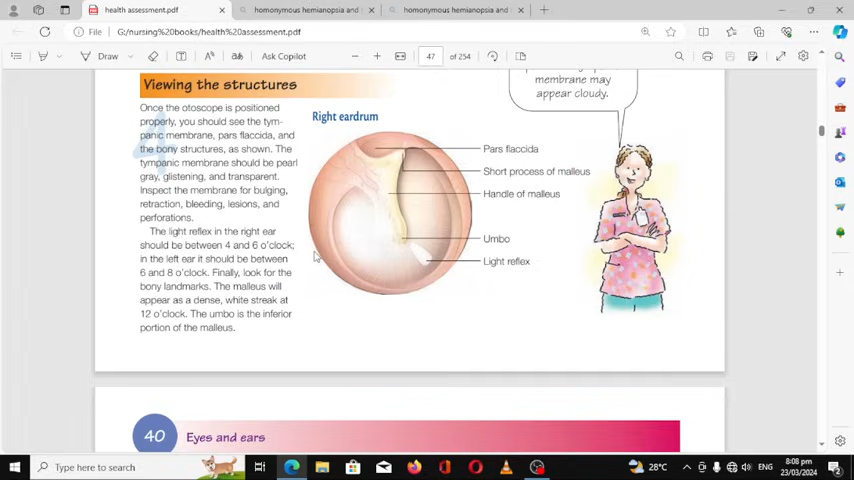 health assessment.pdf
homonymous hemianopsia and
homonymous hemianopsia and
File
G:/nursing%20books/health%20assessment.pdf
Draw
Ask Copilot
47 of 254
membrane may
appear cloudy.
Viewing the structures
Once the otoscope is positioned
properly, you should see the tym-
panic membrane, pars flaccida, and
the bony structures, as shown. The
tympanic membrane should be pearl
gray, glistening, and transparent.
Inspect the membrane for bulging,
retraction, bleeding, lesions, and
perforations.
The light reflex in the right ear
should be between 4 and 6 o'clock;
in the left ear it should be between
6 and 8 o'clock. Finally, look for the
bony landmarks. The malleus will
appear as a dense, white streak at
12 o'clock. The umbo is the inferior
portion of the malleus.
Right eardrum
Pars flaccida
Short process of malleus
Handle of malleus
Umbo
Light reflex
40
Eyes and ears
Type here to search
28°C
ENG
8:08 pm
23/03/2024